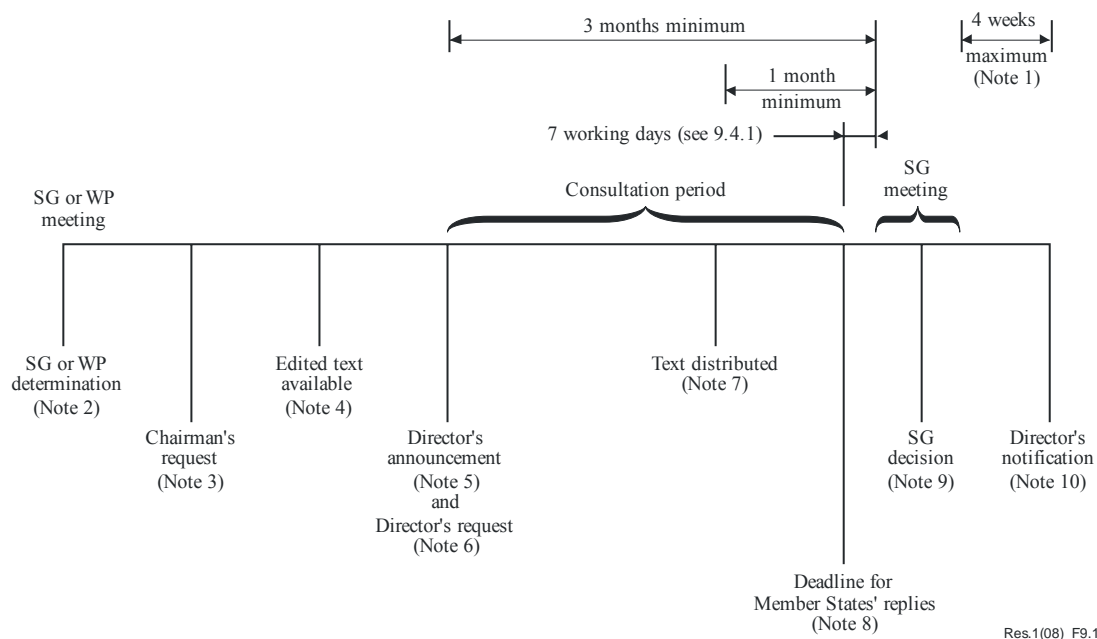 3 months minimum
4 weeks
maximum
(Note 1)
1 month
minimum
7 working days (see 9.4.1)
SG or WP
meeting
Consultation period
SG
meeting
SG or WP
determination
(Note 2)
Chairman's
request
(Note 3)
Edited text
available
(Note 4)
Director's
announcement
(Note 5)
and
Director's request
(Note 6)
Text distributed
(Note 7)
Deadline for
Member States' replies
(Note 8)
SG
decision
(Note 9)
Director's
notification
(Note 10)
Res.1(08)_F9.1